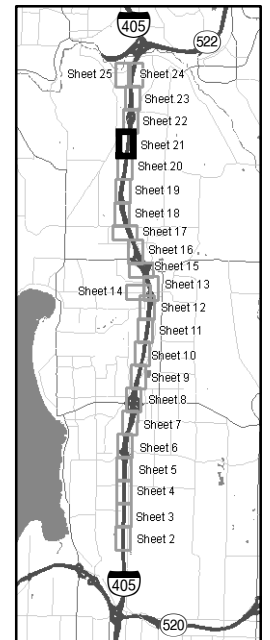 405
522
Sheet 25 Sheet 24
Sheet 23
Sheet 22
Sheet 21
Sheet 20
Sheet 19
Sheet 18
Sheet 17
Sheet 16
Sheet 15
Sheet 13
Sheet 14
Sheet 12
Sheet 11
Sheet 10
Sheet 9
Sheet 8
Sheet 7
Sheet 6
Sheet 5
Sheet 4
Sheet 3
Sheet 2
405
520